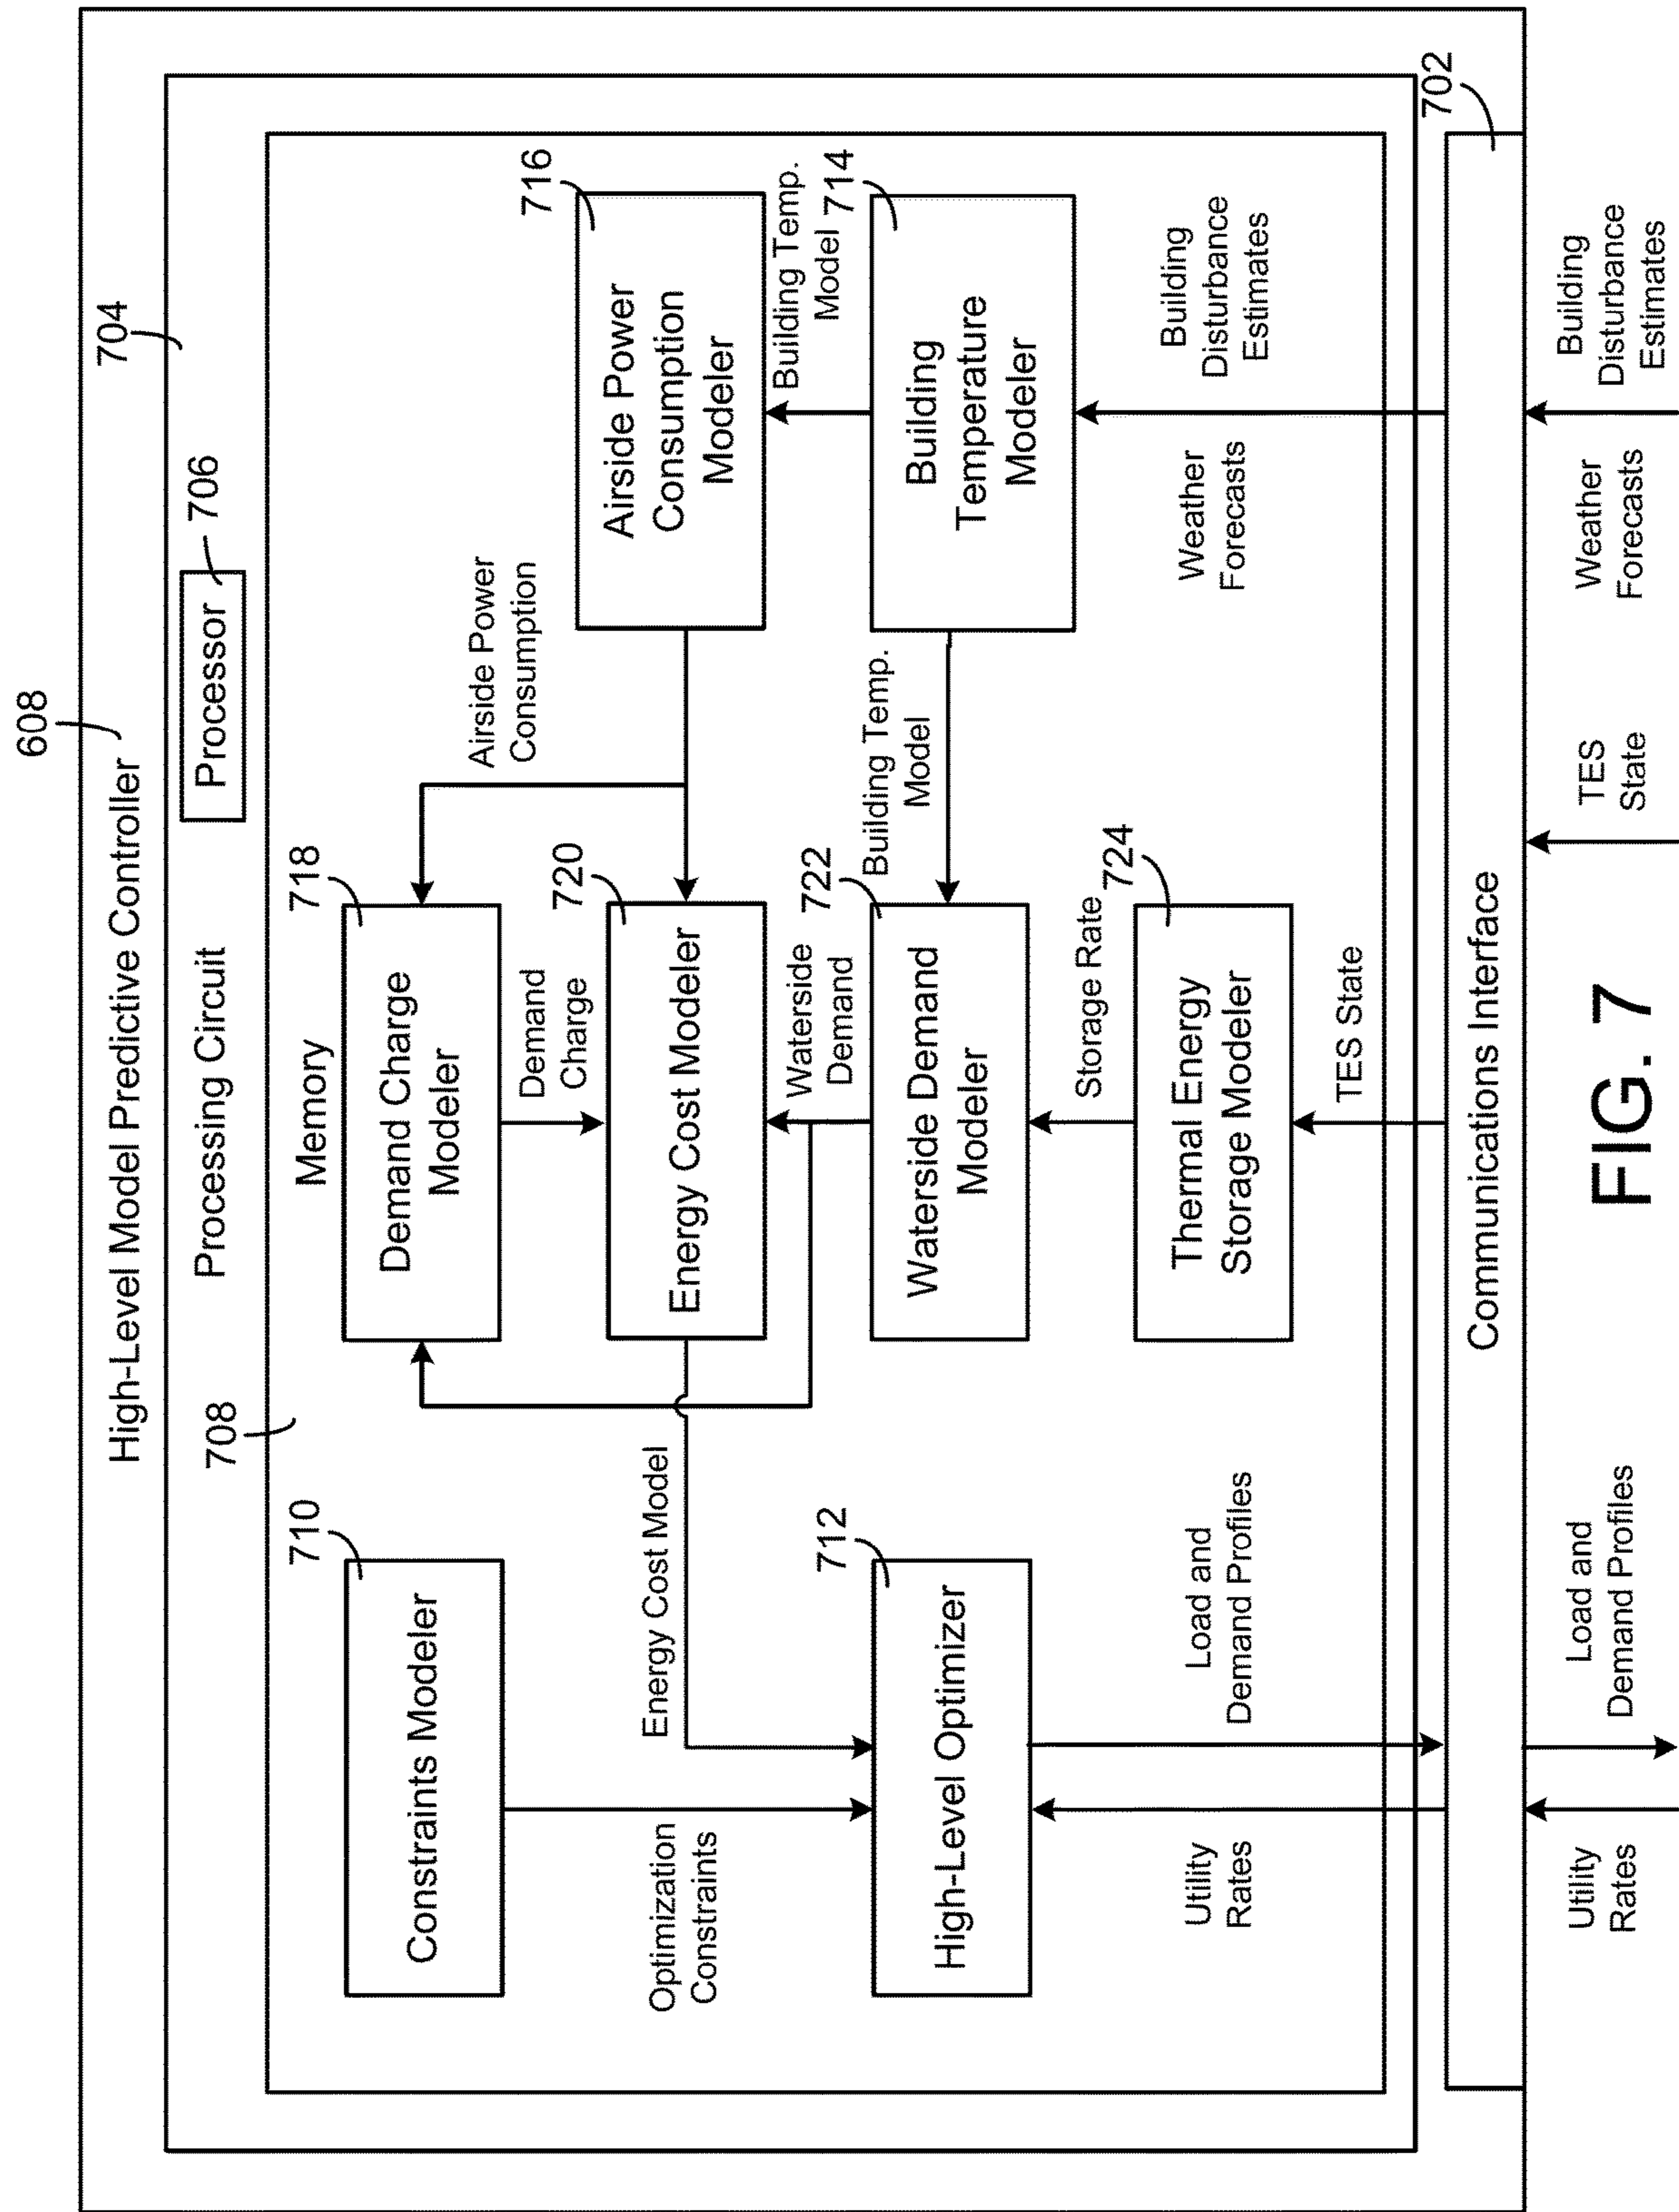 608
High-Level Model Predictive Controller
704
Processing Circuit
Processor
706
708
Memory
710
Constraints Modeler
718
Demand Charge
Modeler
Airside Power
Consumption
716
Airside Power
Consumption
Modeler
Demand
Charge
720
Energy Cost Modeler
Energy Cost Model
Optimization
Constraints
Building Temp.
Model
714
Waterside
Demand
722
Building Temp.
Model
712
High-Level Optimizer
Waterside Demand
Modeler
Building
Temperature
Modeler
Storage Rate
724
Thermal Energy
Storage Modeler
Utility
Rates
Load and
Demand Profiles
TES State
Weather
Forecasts
Building
Disturbance
Estimates
702
Communications Interface
Utility
Rates
Load and
Demand Profiles
TES
State
Weather
Forecasts
Building
Disturbance
Estimates
FIG. 7